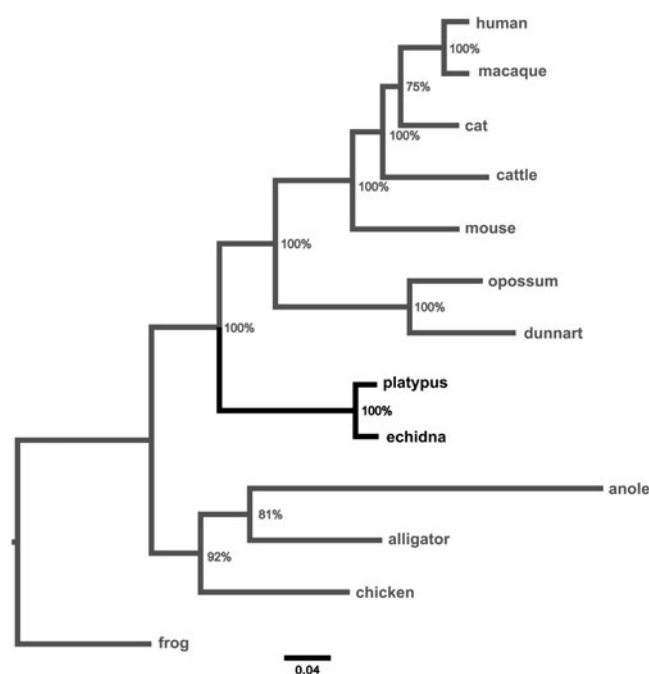 human
100%
macaque
75%
cat
100%
cattle
100%
mouse
100%
opossum
100%
dunnart
100%
platypus
100%
echidna
anole
81%
alligator
92%
chicken
frog
0.04